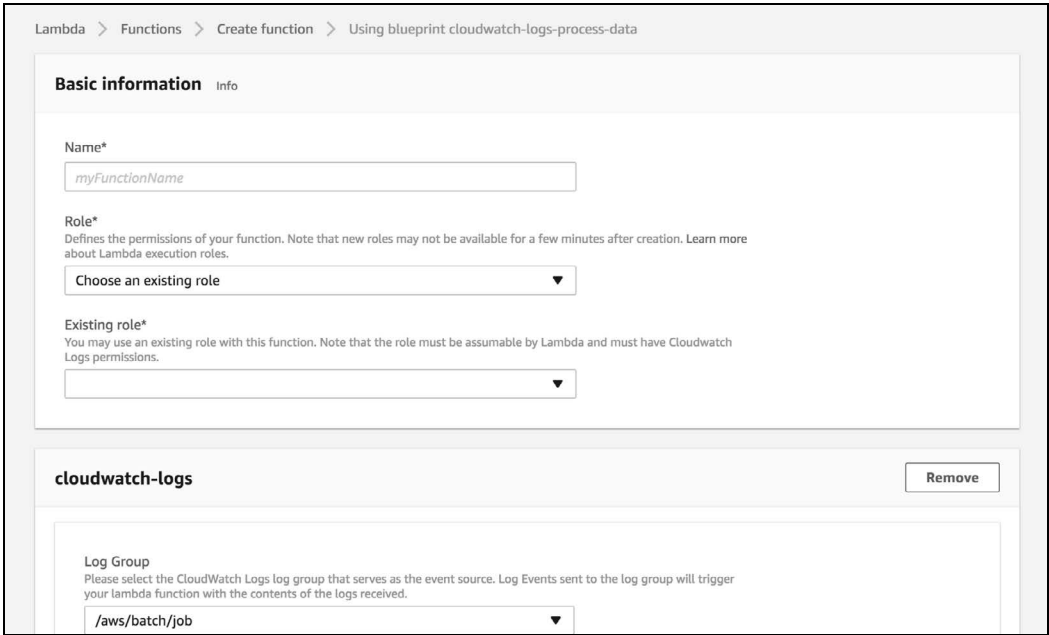 Lambda > Functions > Create function > Using blueprint cloudwatch-logs-process-data
Basic information Info
Name*
myFunctionName
Role*
Defines the permissions of your function. Note that new roles may not be available for a few minutes after creation. Learn more
about Lambda execution roles.
Choose an existing role
Existing role*
You may use an existing role with this function. Note that the role must be assumable by Lambda and must have Cloudwatch
Logs permissions.
cloudwatch-logs
Remove
Log Group
Please select the CloudWatch Logs log group that serves as the event source. Log Events sent to the log group will trigger
your lambda function with the contents of the logs received.
/aws/batch/job